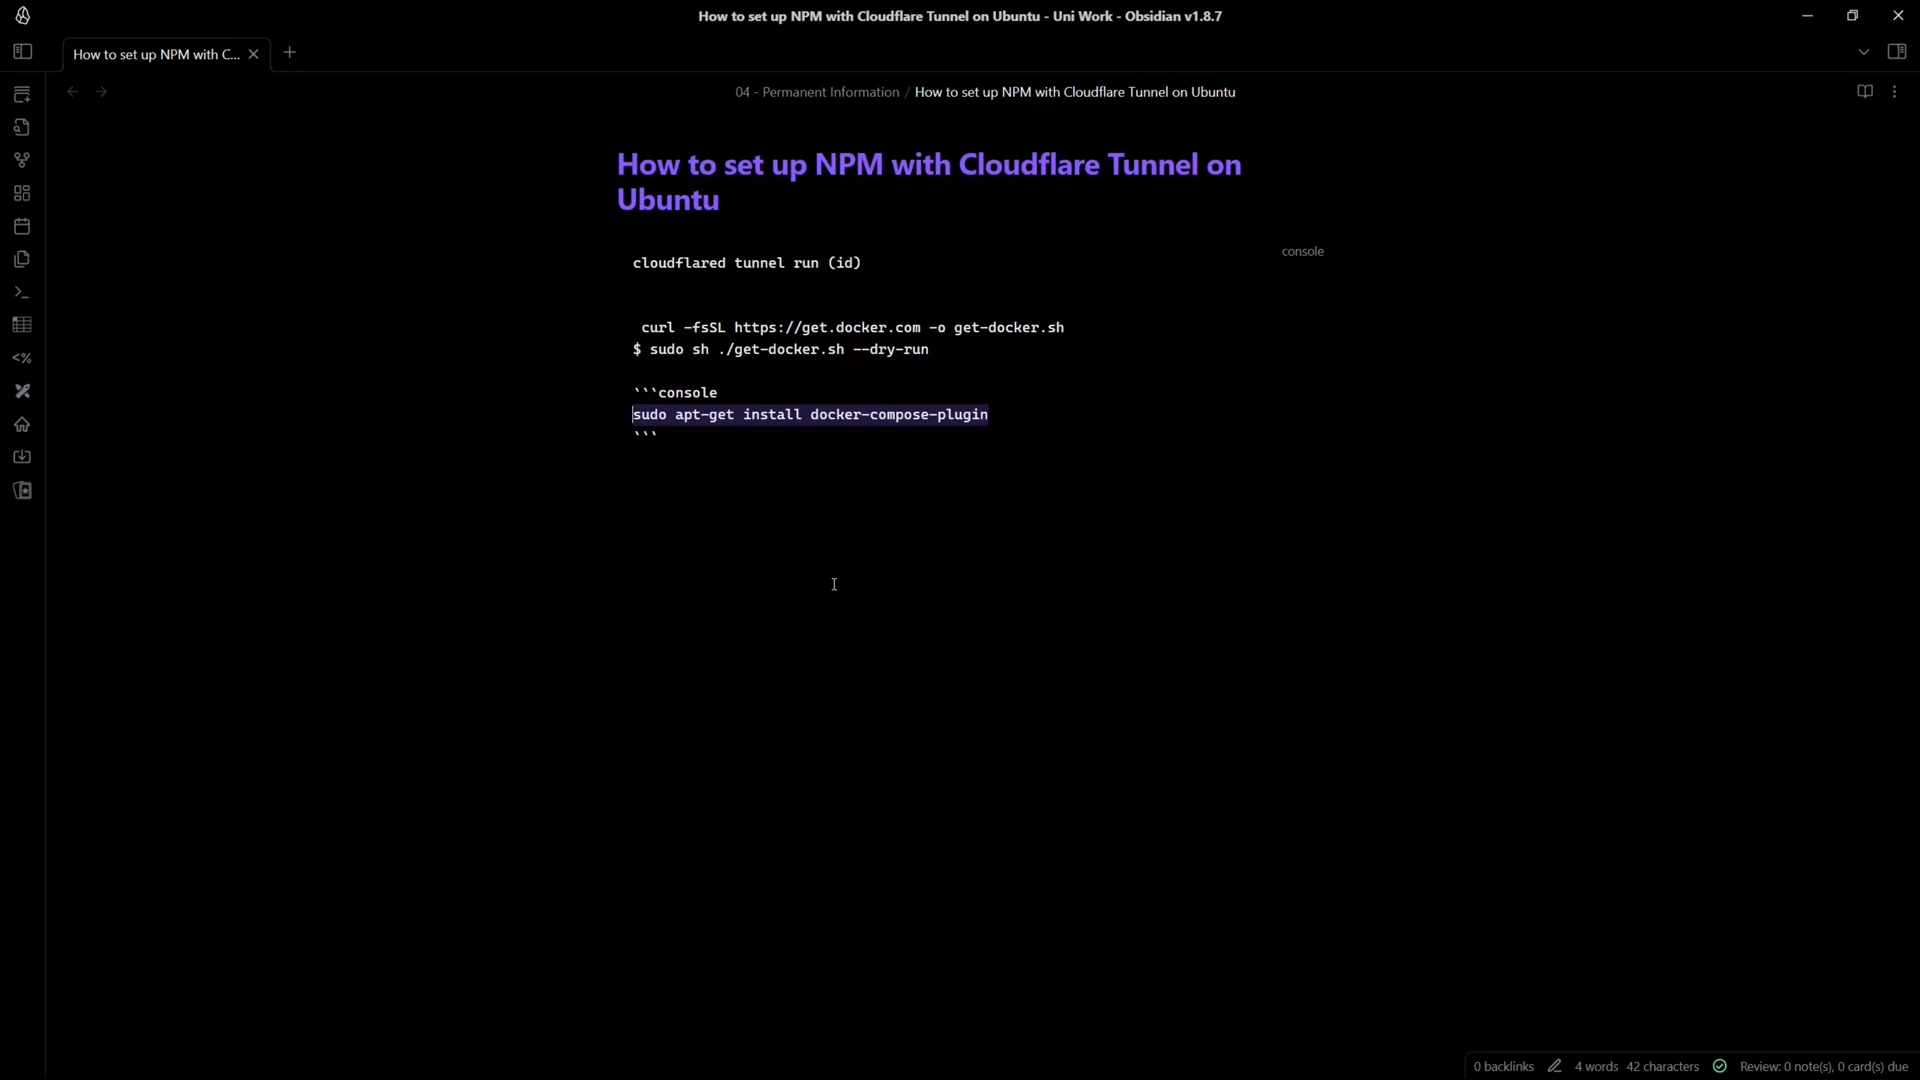 How to set up NPM with Cloudflare Tunnel on Ubuntu - Uni Work - Obsidian v1.8.7
How to set up NPM with C...
04 - Permanent Information / How to set up NPM with Cloudflare Tunnel on Ubuntu
How to set up NPM with Cloudflare Tunnel on
Ubuntu
console
cloudflared tunnel run (id)
curl -fsSL https://get.docker.com -o get-docker.sh
$ sudo sh ./get-docker.sh --dry-run
```console
sudo apt-get install docker-compose-plugin
```
0 backlinks 4 words 42 characters Review: 0 note(s), 0 card(s) due